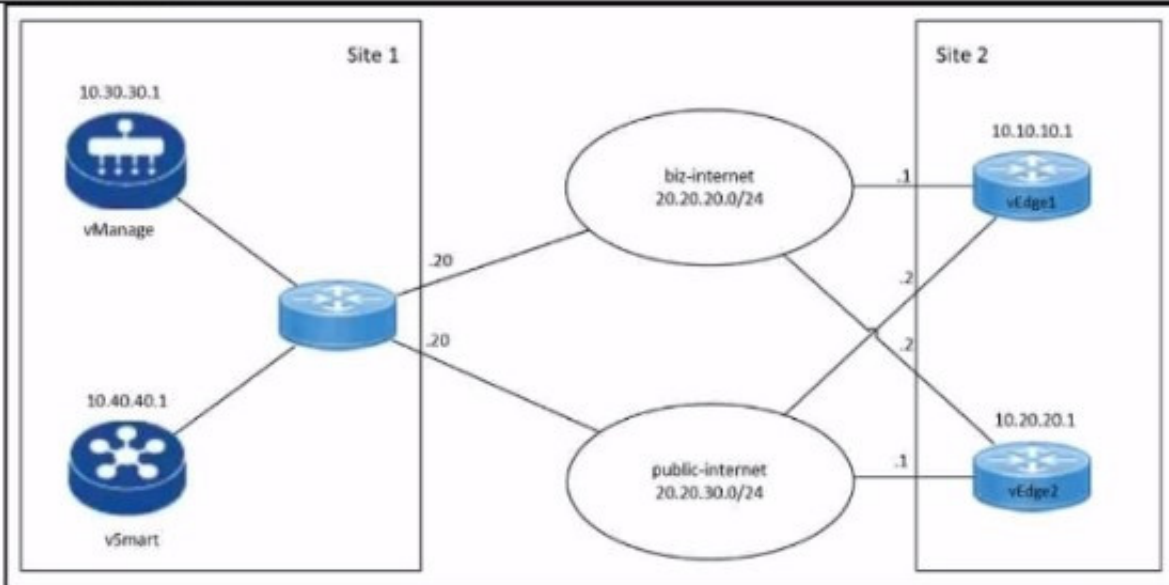 Site 1
10.30.30.1
vManage
10.40.40.1
vSmart
.20
.20
biz-internet
20.20.20.0/24
public-internet
20.20.30.0/24
Site 2
.1
10.10.10.1
vEdge1
.2
.2
10.20.20.1
.1
vEdge2